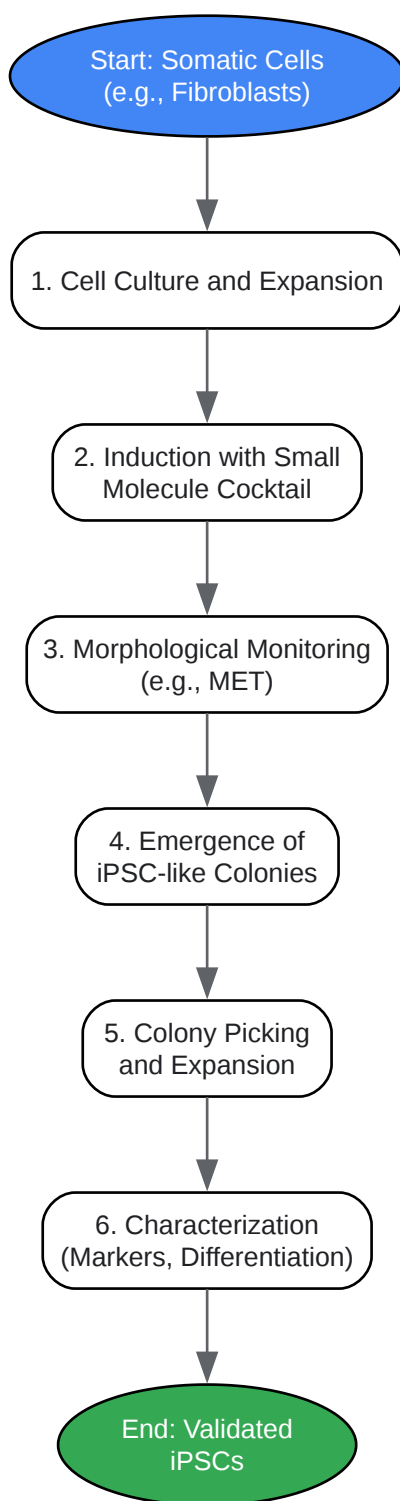 Start: Somatic Cells
(e.g., Fibroblasts)
1. Cell Culture and Expansion
2. Induction with Small
Molecule Cocktail
3. Morphological Monitoring
(e.g., MET)
4. Emergence of
iPSC-like Colonies
5. Colony Picking
and Expansion
6. Characterization
(Markers, Differentiation)
End: Validated
iPSCs